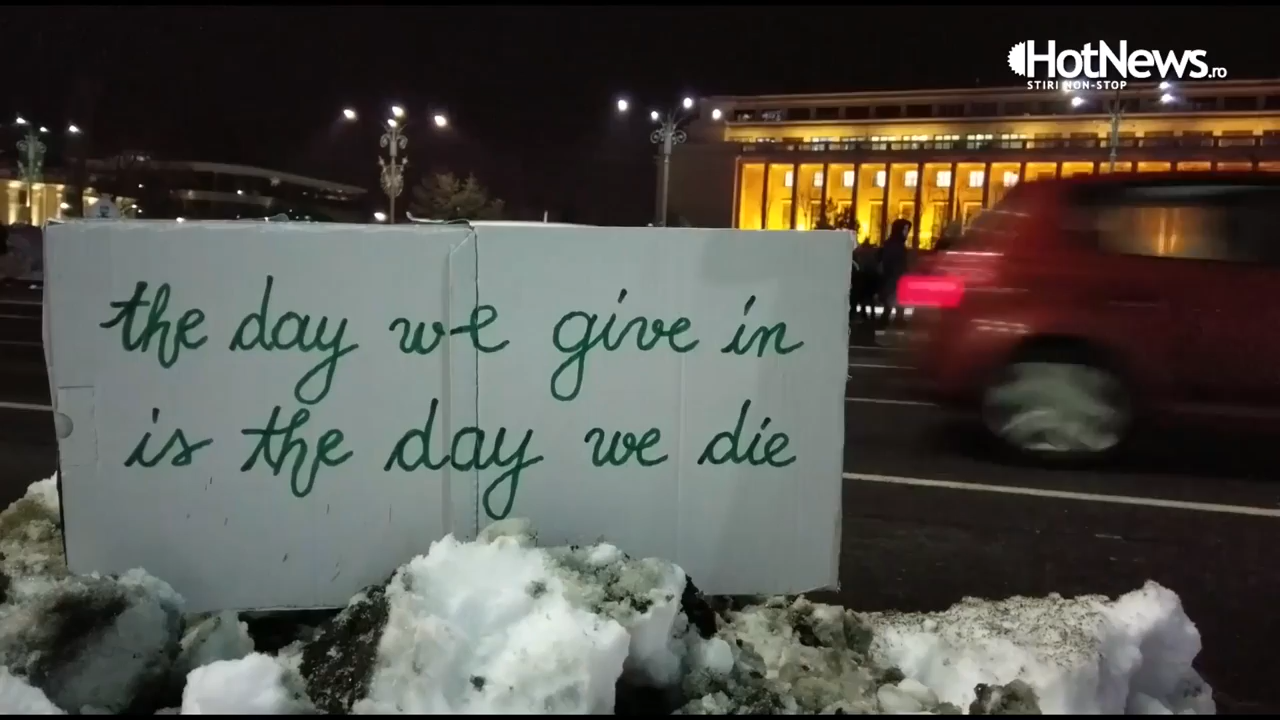 HotNews.ro
STIRI NON-STOP
the day we give in
is the day we die